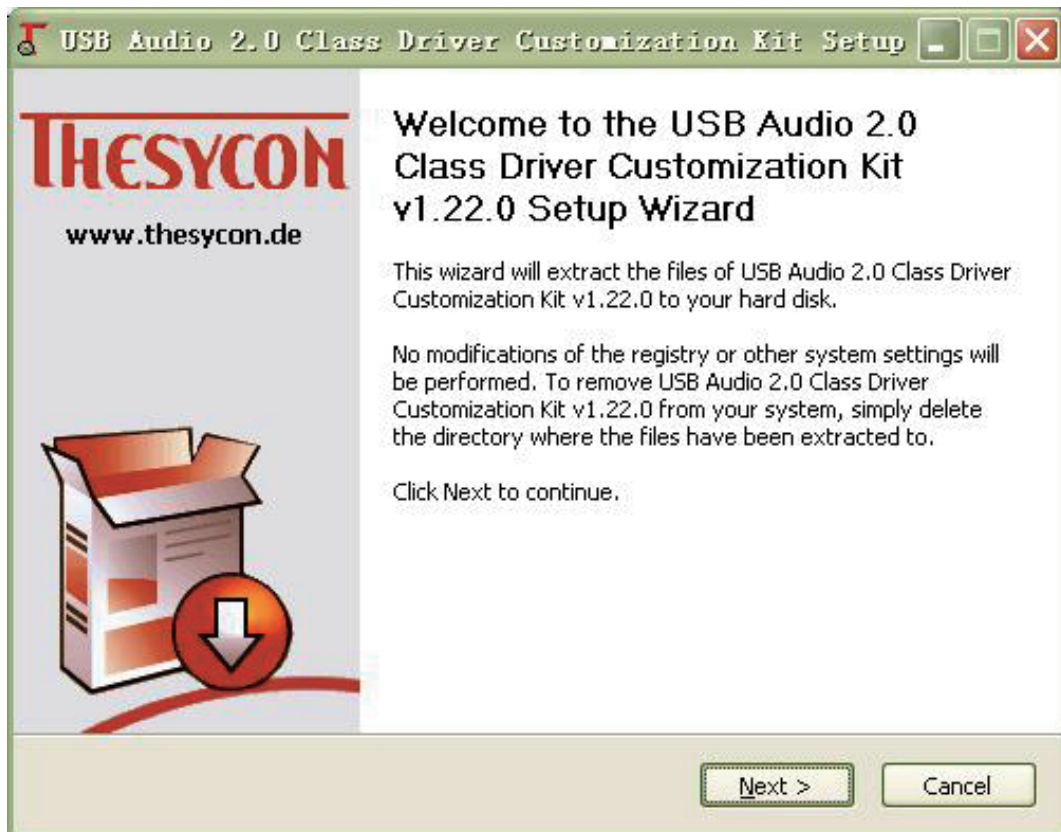 USB Audio 2.0 Class Driver Customization Kit Setup
THESYCON
www.thesycon.de
Welcome to the USB Audio 2.0
Class Driver Customization Kit
v1.22.0 Setup Wizard
This wizard will extract the files of USB Audio 2.0 Class Driver
Customization Kit v1.22.0 to your hard disk.
No modifications of the registry or other system settings will
be performed. To remove USB Audio 2.0 Class Driver
Customization Kit v1.22.0 from your system, simply delete
the directory where the files have been extracted to.
Click Next to continue.
Next >
Cancel